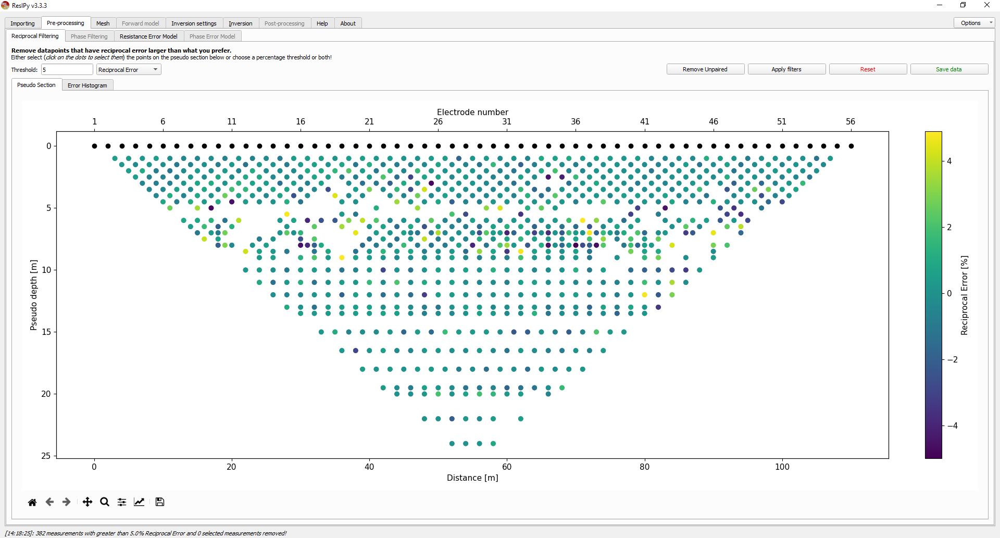 ResIPy v3.3.3
Importing Pre-processing Mesh Forward model Inversion settings Inversion Post-processing Help About Options
Reciprocal Filtering Phase Filtering Resistance Error Model Phase Error Model
Remove datapoints that have reciprocal error larger than what you prefer.
Either select (click on the dots to select them) the points on the pseudo section below or choose a percentage threshold or both!
Threshold: 5 Reciprocal Error Remove Unpaired Apply filters Reset Save data
Pseudo Section Error Histogram
Electrode number
1 6 11 16 21 26 31 36 41 46 51 56
0
5
10
15
20
25
Pseudo depth [m]
0 20 40 60 80 100
Distance [m]
4
2
0
−2
−4
Reciprocal Error [%]
[14:18:25]: 382 measurements with greater than 5.0% Reciprocal Error and 0 selected measurements removed!